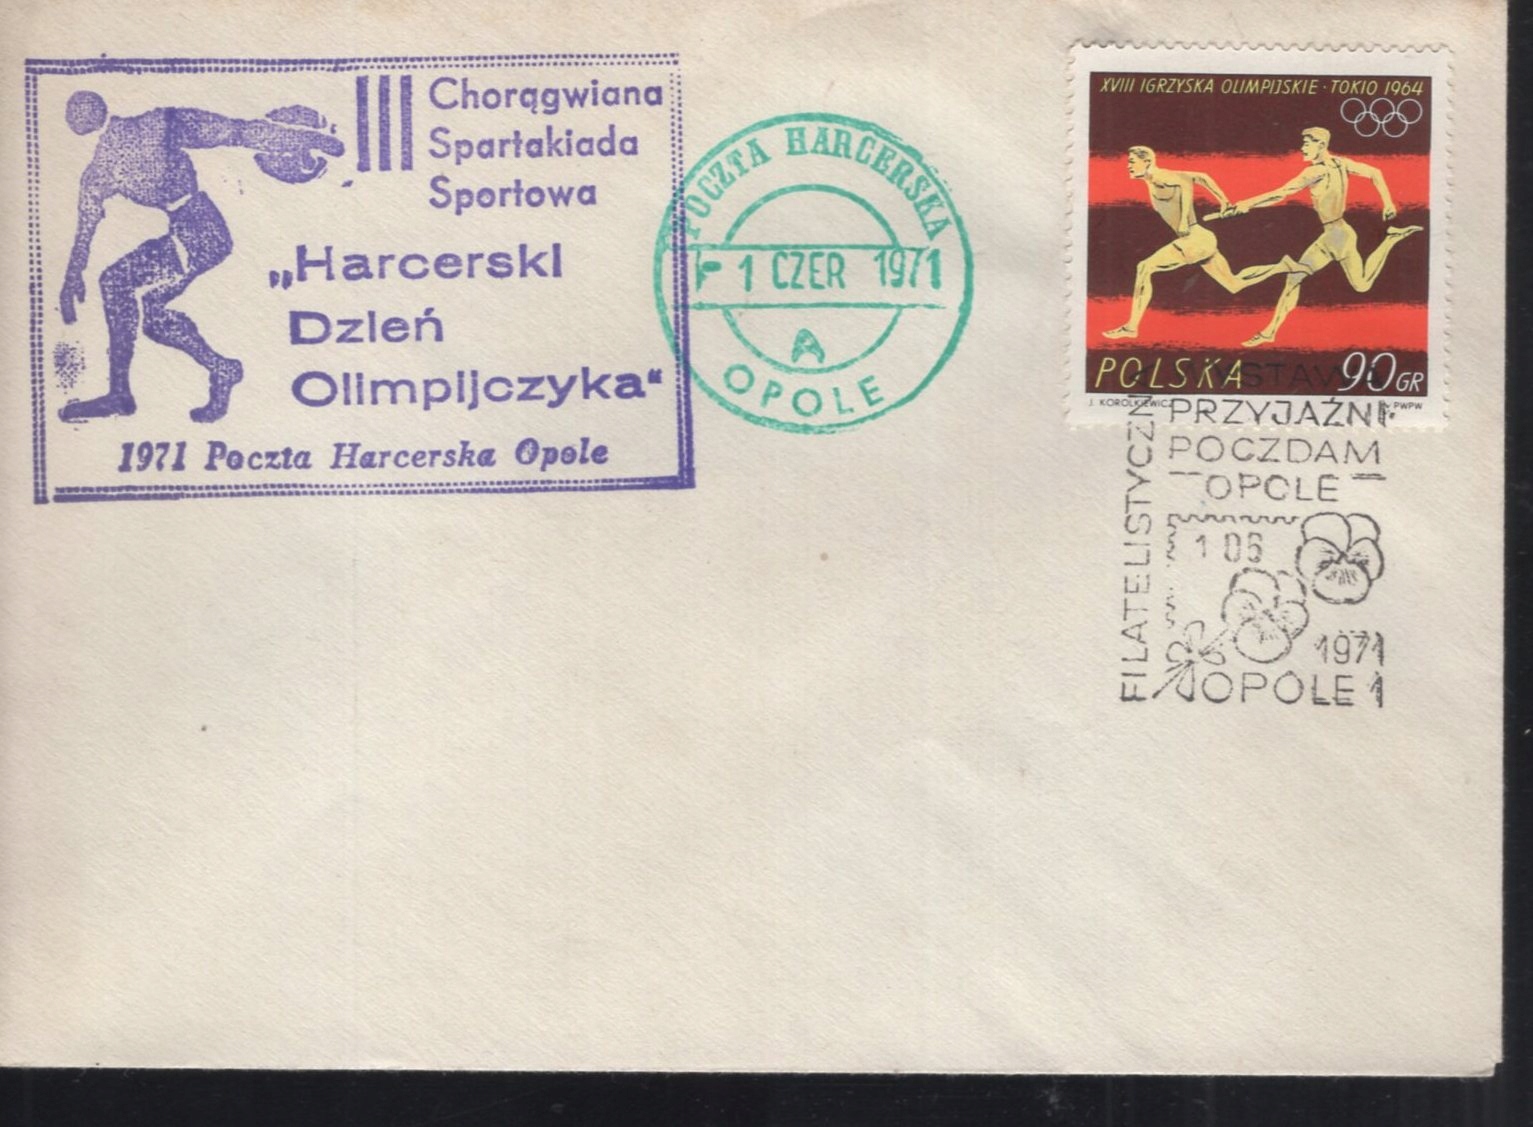 III Chorągwiana
Spartakiada
Sportowa
„Harcerski
Dzień
Olimpijczyka“
1971 Poczta Harcerska Opole
POCZTA HARCERSKA
1 CZER 1971
A
OPOLE
XVIII IGRZYSKA OLIMPIJSKIE · TOKIO 1964
POLSKA 90 GR
J. KOROLKIEWICZ PWPW
FILATELISTYCZN
WYSTAWA
PRZYJAŹNI
POCZDAM
OPOLE
1 06
1971
OPOLE 1